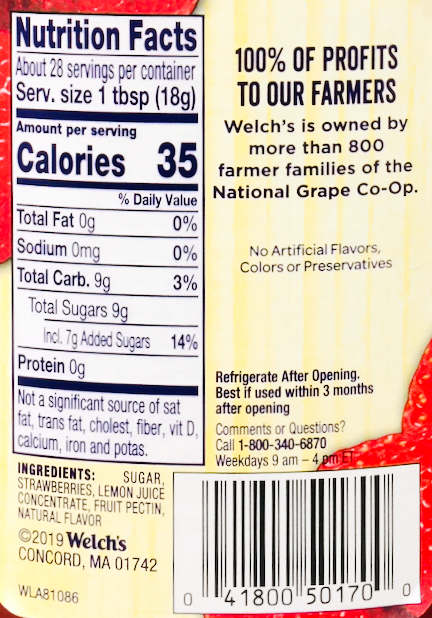 Nutrition Facts
About 28 servings per container
Serv. size 1 tbsp (18g)
Amount per serving
Calories 35
% Daily Value
Total Fat 0g 0%
Sodium 0mg 0%
Total Carb. 9g 3%
Total Sugars 9g
Incl. 7g Added Sugars 14%
Protein 0g
Not a significant source of sat
fat, trans fat, cholest, fiber, vit D,
calcium, iron and potas.
INGREDIENTS: SUGAR,
STRAWBERRIES, LEMON JUICE
CONCENTRATE, FRUIT PECTIN,
NATURAL FLAVOR
©2019 Welch's
CONCORD, MA 01742
WLA81086
100% OF PROFITS
TO OUR FARMERS
Welch's is owned by
more than 800
farmer families of the
National Grape Co-Op.
No Artificial Flavors,
Colors or Preservatives
Refrigerate After Opening.
Best if used within 3 months
after opening
Comments or Questions?
Call 1-800-340-6870
Weekdays 9 am – 4 pm ET
0 41800 50170 0